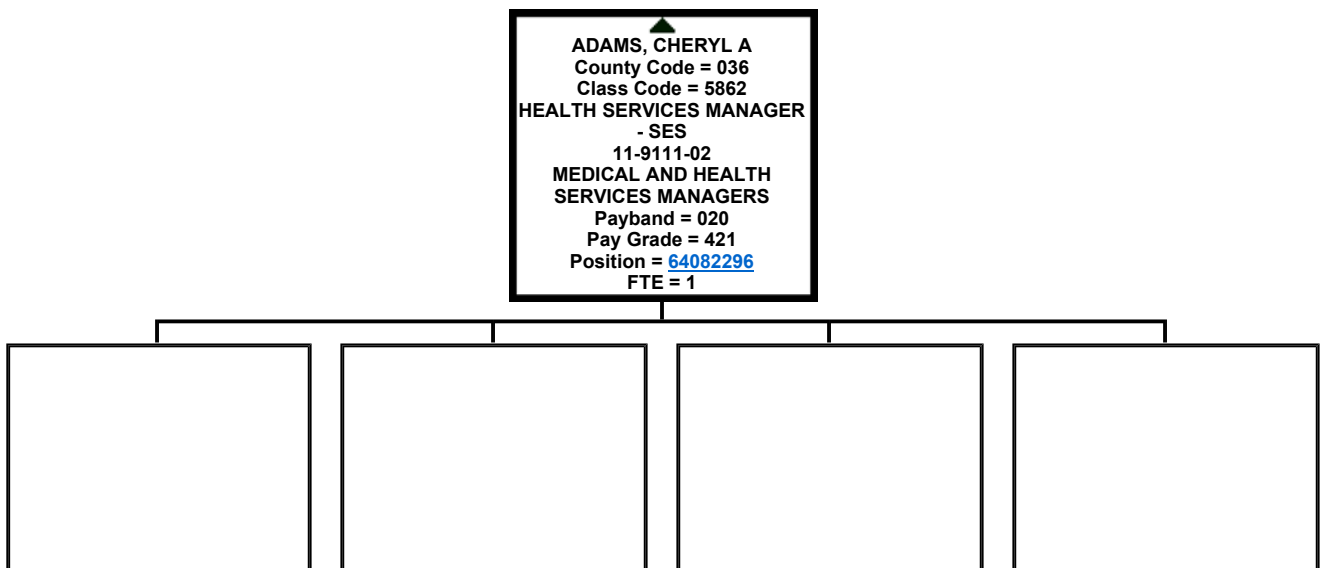 ADAMS, CHERYL A
County Code = 036
Class Code = 5862
HEALTH SERVICES MANAGER
- SES
11-9111-02
MEDICAL AND HEALTH
SERVICES MANAGERS
Payband = 020
Pay Grade = 421
Position = 64082296
FTE = 1